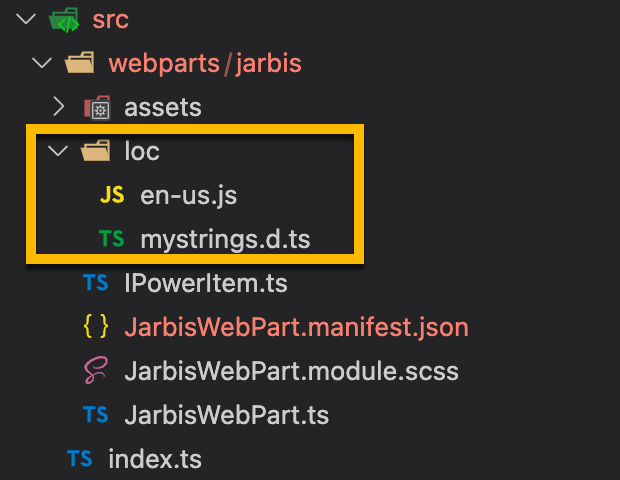 src
webparts/jarbis
assets
loc
JS en-us.js
TS mystrings.d.ts
TS IPowerItem.ts
{ } JarbisWebPart.manifest.json
JarbisWebPart.module.scss
TS JarbisWebPart.ts
TS index.ts